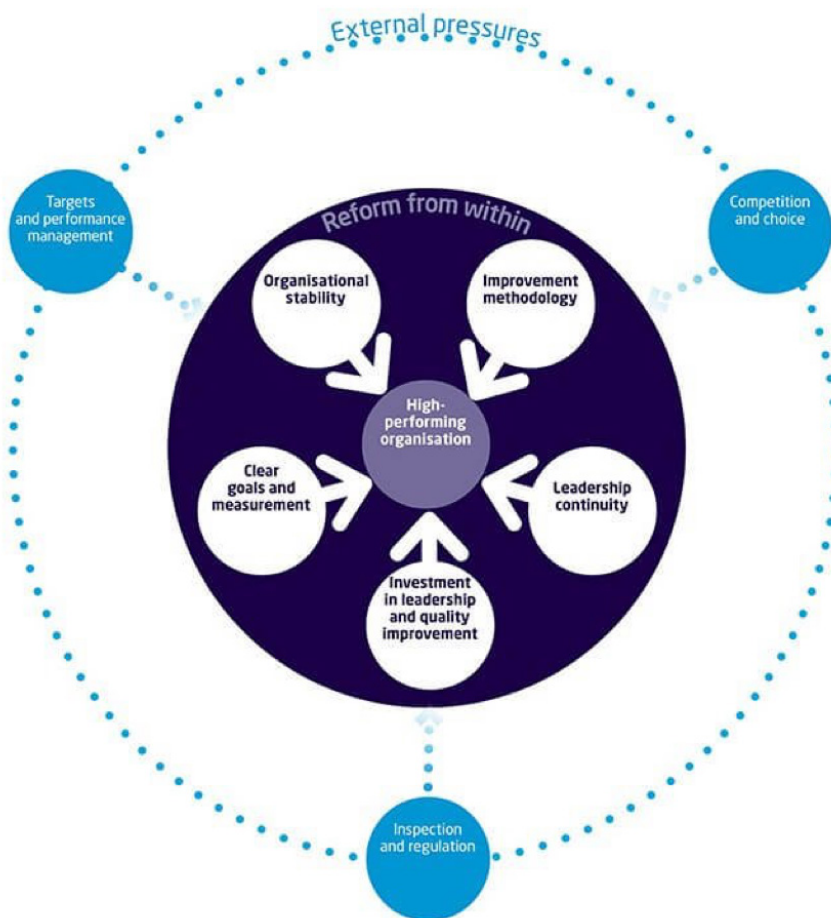 External pressures
Targets
and performance
management
Competition
and choice
Reform from within
Organisational
stability
Improvement
methodology
High-
performing
organisation
Clear
goals and
measurement
Leadership
continuity
Investment
in leadership
and quality
improvement
Inspection
and regulation